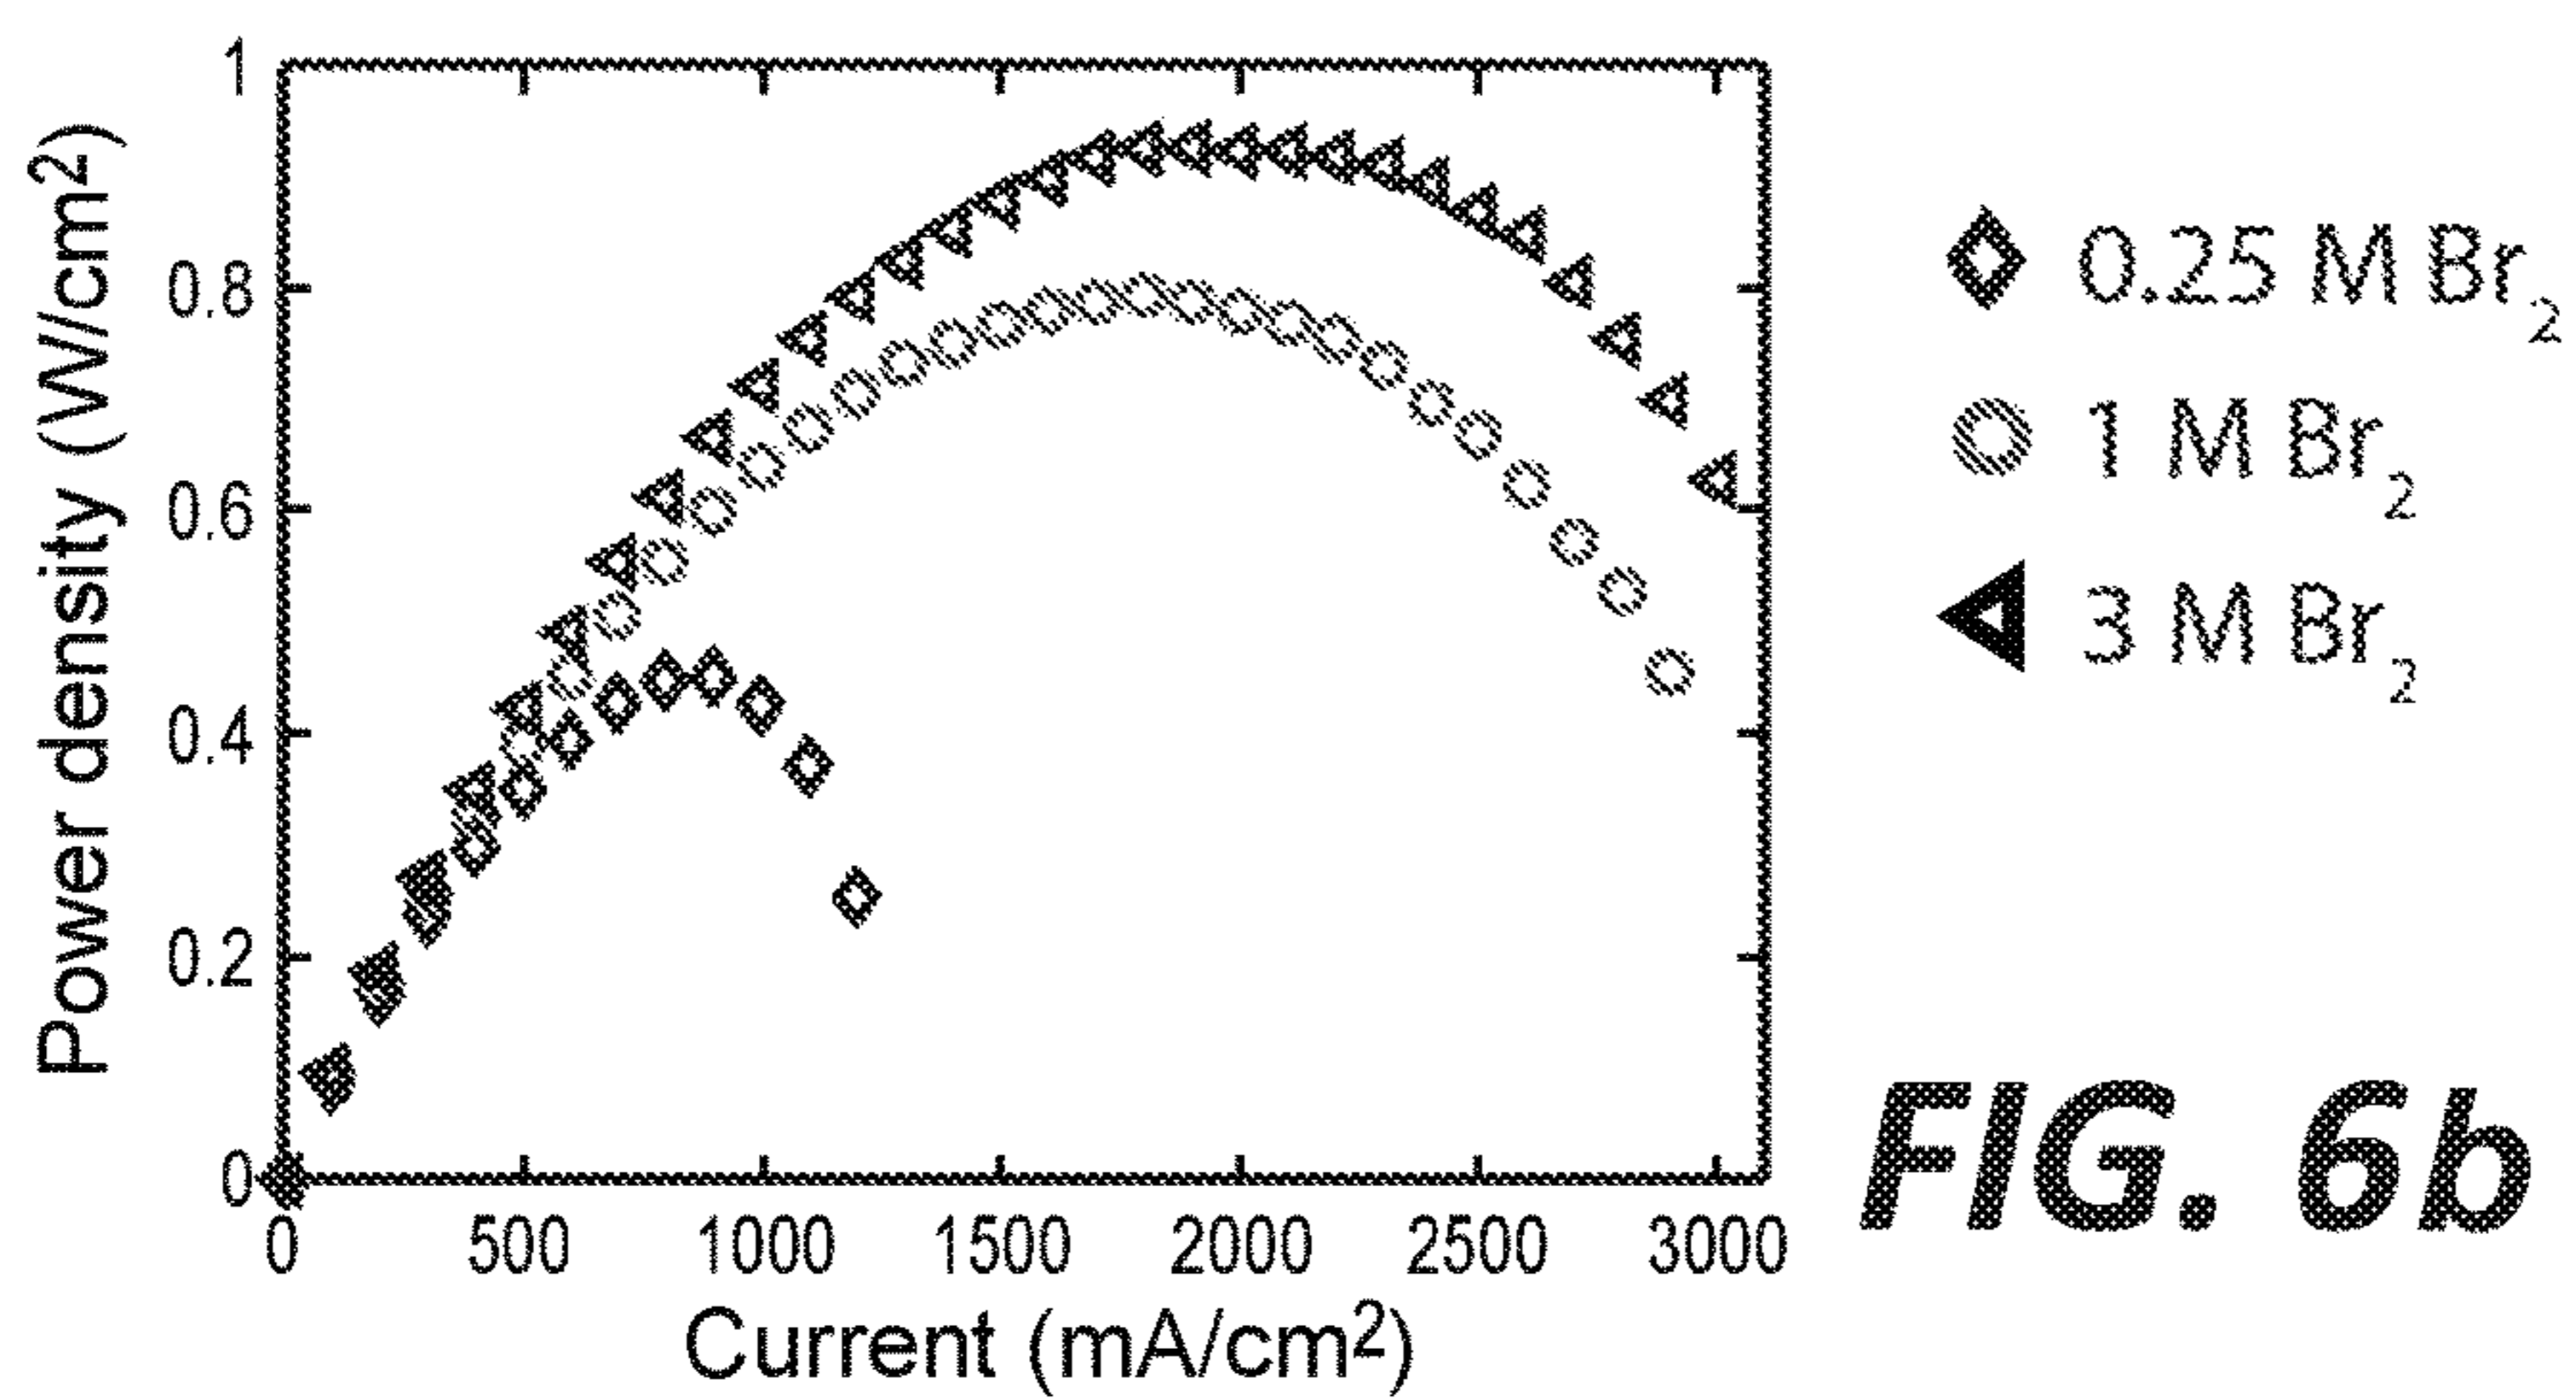 Power density (W/cm²)
1
0.8
0.6
0.4
0.2
0
0 500 1000 1500 2000 2500 3000
Current (mA/cm²)
0.25 M Br₂
1 M Br₂
3 M Br₂
FIG. 6b